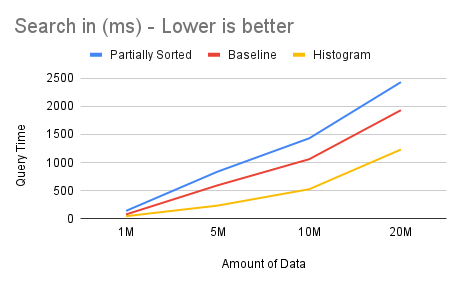 Search in (ms) - Lower is better
Partially Sorted Baseline Histogram
2500
2000
1500
1000
500
0
Query Time
1M 5M 10M 20M
Amount of Data